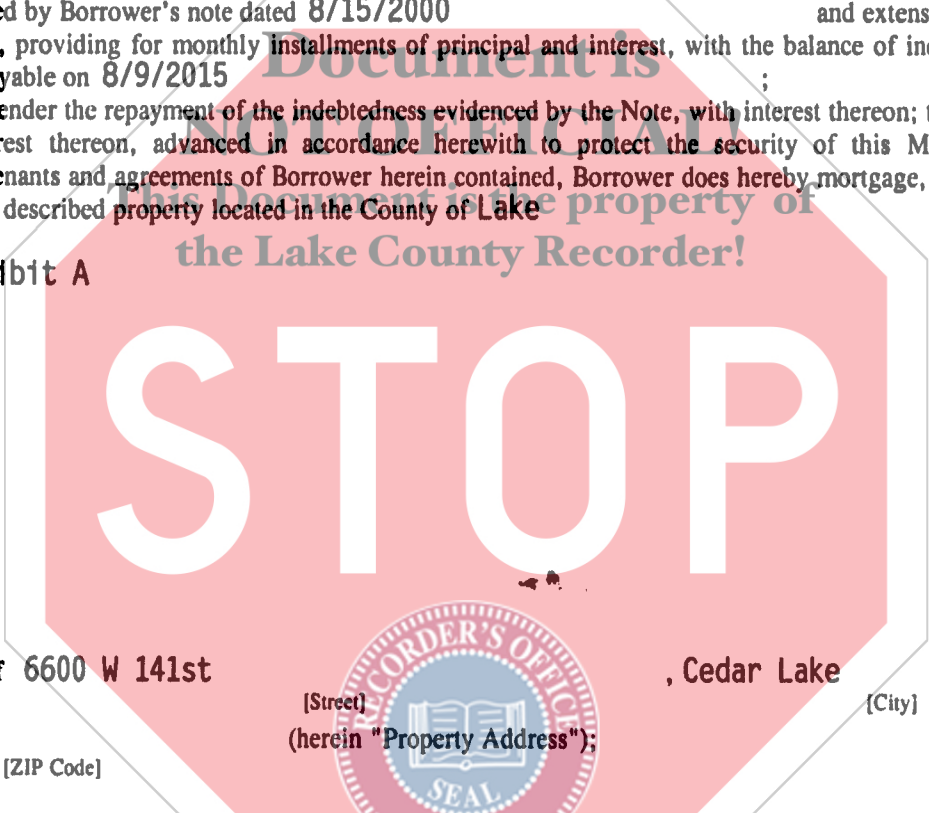 ed by Borrower's note dated 8/15/2000 and extens
, providing for monthly installments of principal and interest, with the balance of in
yable on 8/9/2015 ;
Document is
ender the repayment of the indebtedness evidenced by the Note, with interest thereon; t
NOT OFFICIAL!
rest thereon, advanced in accordance herewith to protect the security of this M
enants and agreements of Borrower herein contained, Borrower does hereby mortgage,
This Document is the property of
described property located in the County of Lake
the Lake County Recorder!
ibit A
STOP
6600 W 141st , Cedar Lake
[Street] [City]
(herein "Property Address");
[ZIP Code]
RECORDER'S OFFICE
SEAL